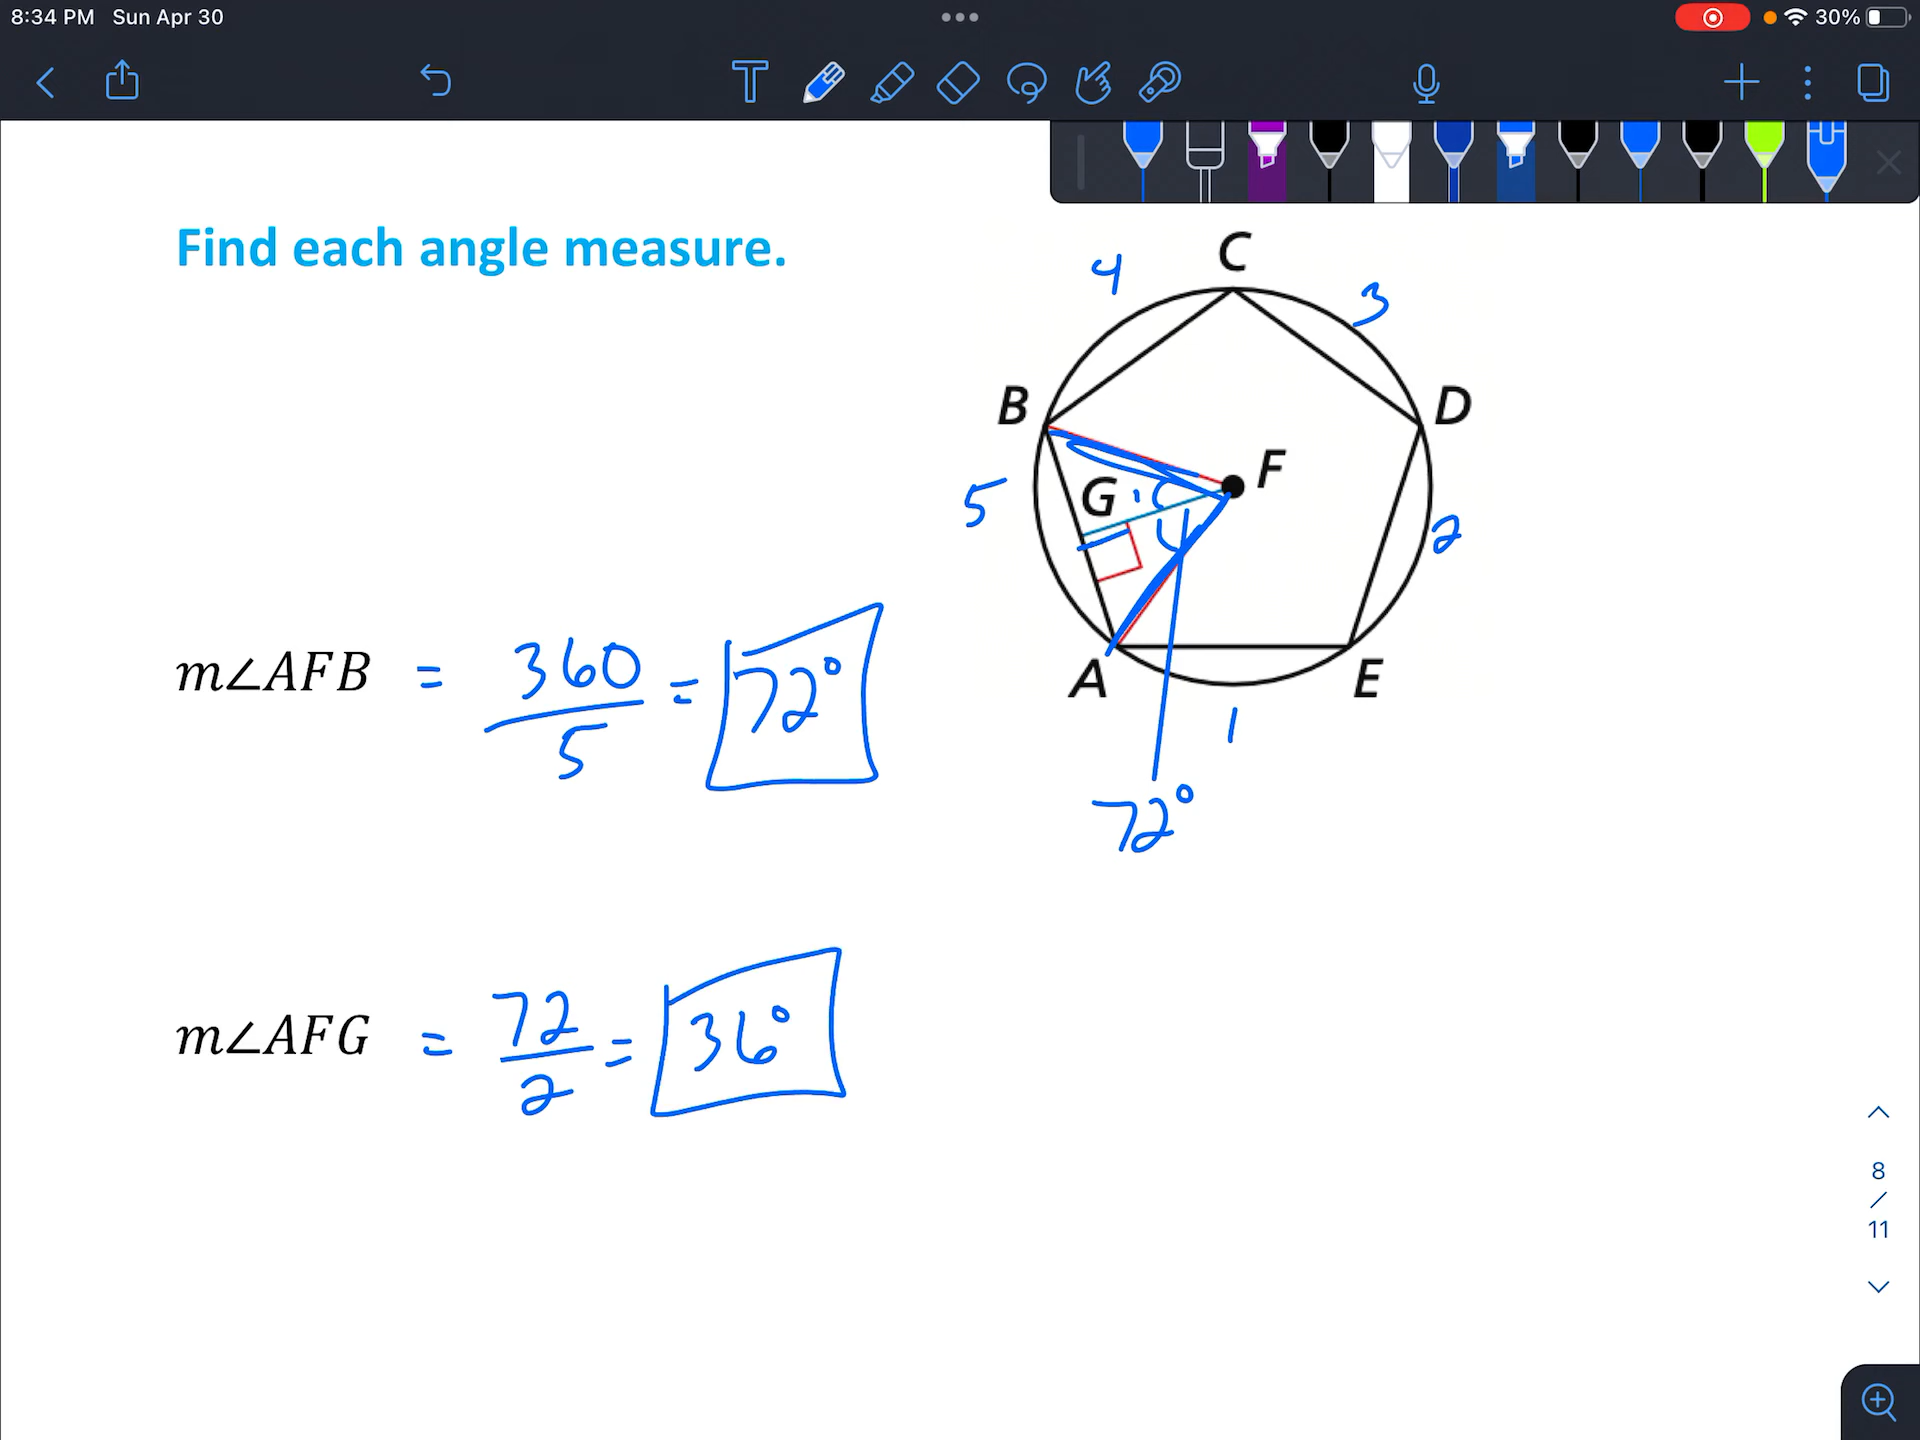 8:34 PM Sun Apr 30
30%
T
Find each angle measure.
C
4
3
B
D
F
G
5
2
A
E
1
72°
m∠AFB = 360/5 = 72°
m∠AFG = 72/2 = 36°
8
/
11